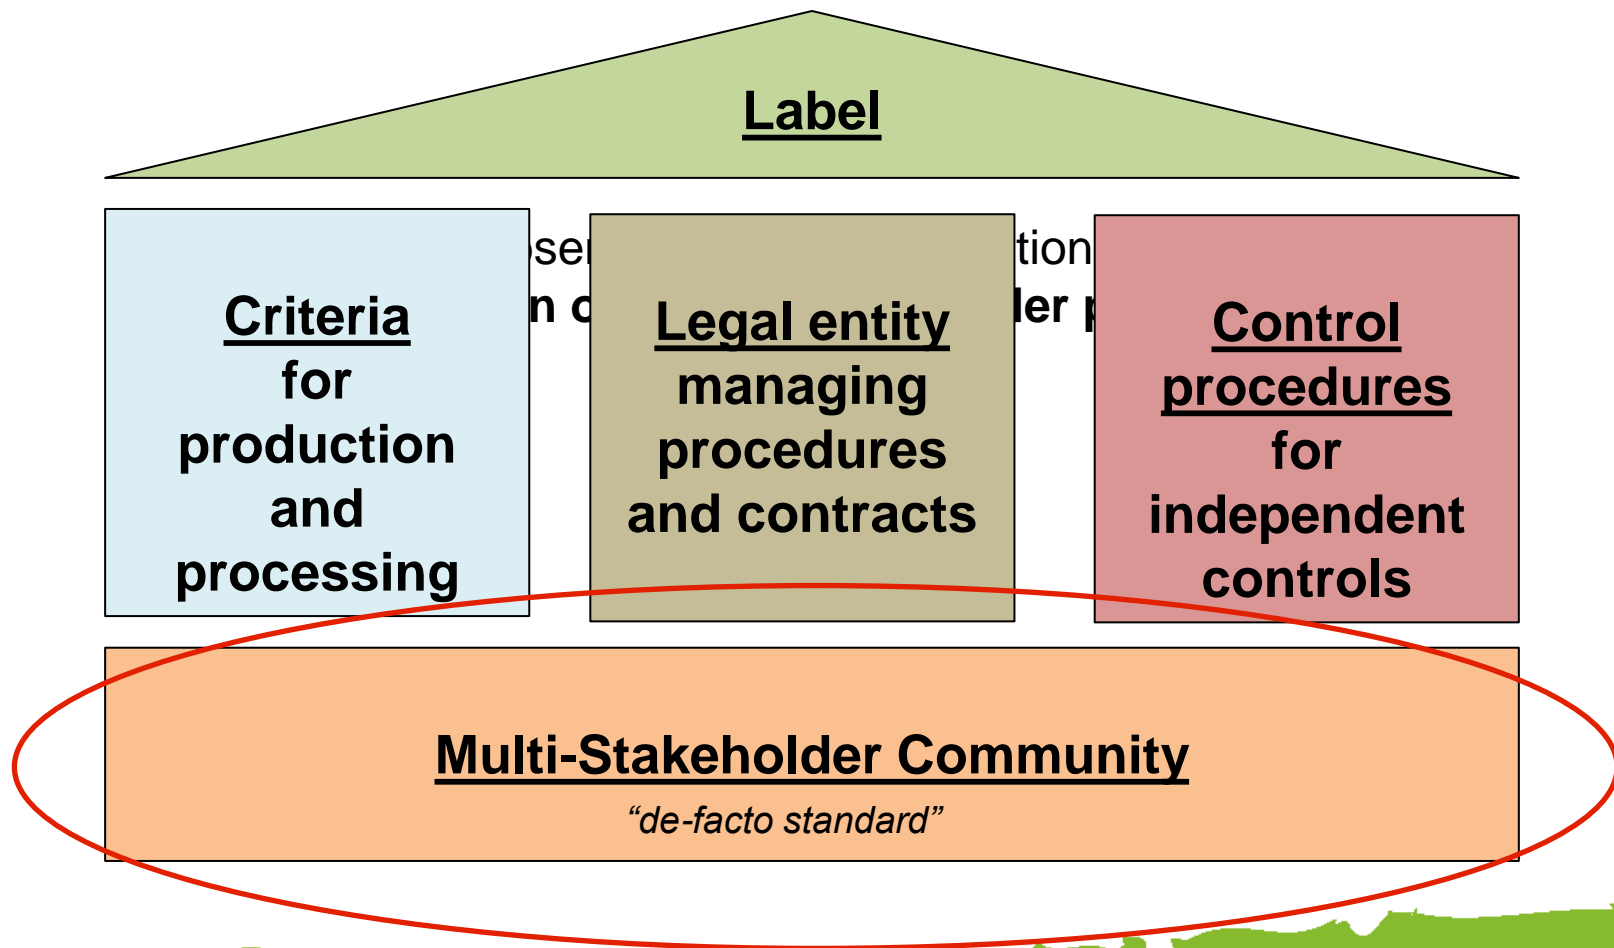 Label
Criteria
for
production
and
processing
Legal entity
managing
procedures
and contracts
Control
procedures
for
independent
controls
Multi-Stakeholder Community
“de-facto standard”